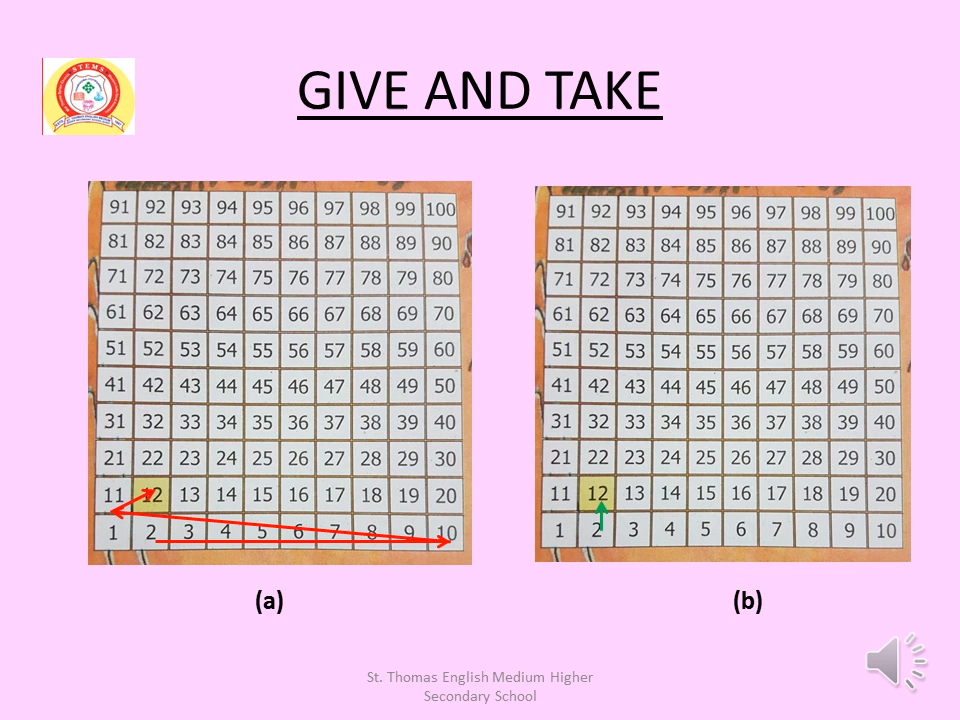 STEMS
GIVE AND TAKE
91 92 93 94 95 96 97 98 99 100
81 82 83 84 85 86 87 88 89 90
71 72 73 74 75 76 77 78 79 80
61 62 63 64 65 66 67 68 69 70
51 52 53 54 55 56 57 58 59 60
41 42 43 44 45 46 47 48 49 50
31 32 33 34 35 36 37 38 39 40
21 22 23 24 25 26 27 28 29 30
11 12 13 14 15 16 17 18 19 20
1 2 3 4 5 6 7 8 9 10
(a)
91 92 93 94 95 96 97 98 99 100
81 82 83 84 85 86 87 88 89 90
71 72 73 74 75 76 77 78 79 80
61 62 63 64 65 66 67 68 69 70
51 52 53 54 55 56 57 58 59 60
41 42 43 44 45 46 47 48 49 50
31 32 33 34 35 36 37 38 39 40
21 22 23 24 25 26 27 28 29 30
11 12 13 14 15 16 17 18 19 20
1 2 3 4 5 6 7 8 9 10
(b)
St. Thomas English Medium Higher
Secondary School